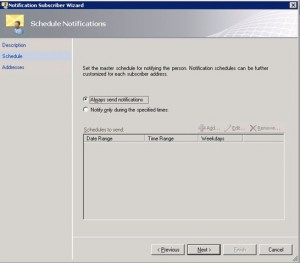 Notification Subscriber Wizard
Schedule Notifications
Description
Schedule
Addresses
Set the master schedule for notifying the person. Notification schedules can be further
customized for each subscriber address.
Always send notifications
Notify only during the specified times:
Schedules to send
Add... Edit... Remove...
Date Range Time Range Weekdays
< Previous Next > Finish Cancel